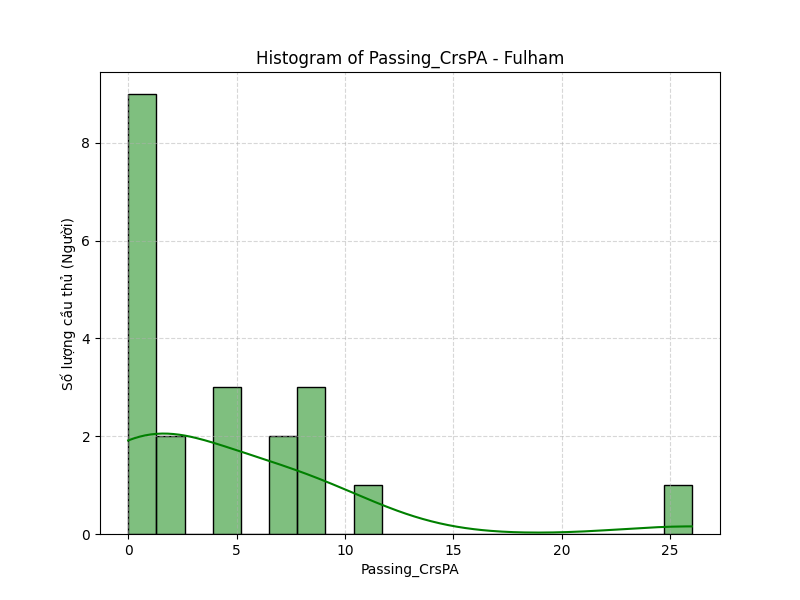 Histogram of Passing_CrsPA - Fulham
Số lượng cầu thủ (Người)
8
6
4
2
0
0 5 10 15 20 25
Passing_CrsPA